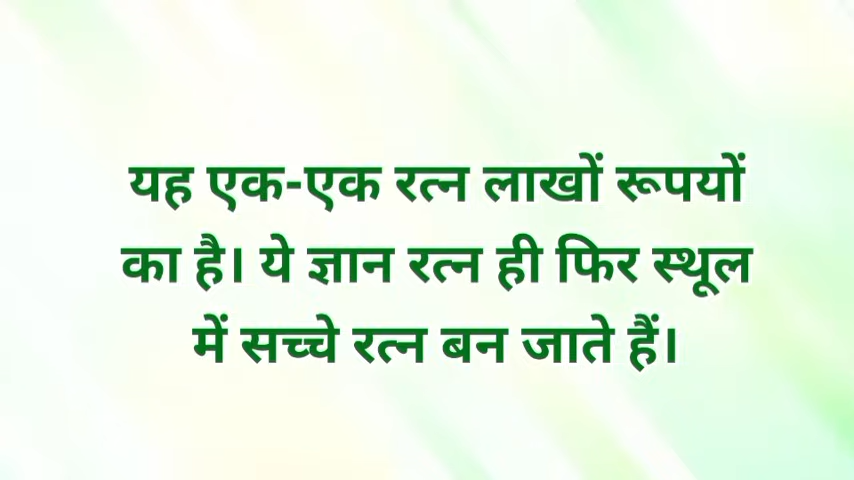 यह एक-एक रत्न लाखों रूपयों
का है। ये ज्ञान रत्न ही फिर स्थूल
में सच्चे रत्न बन जाते हैं।